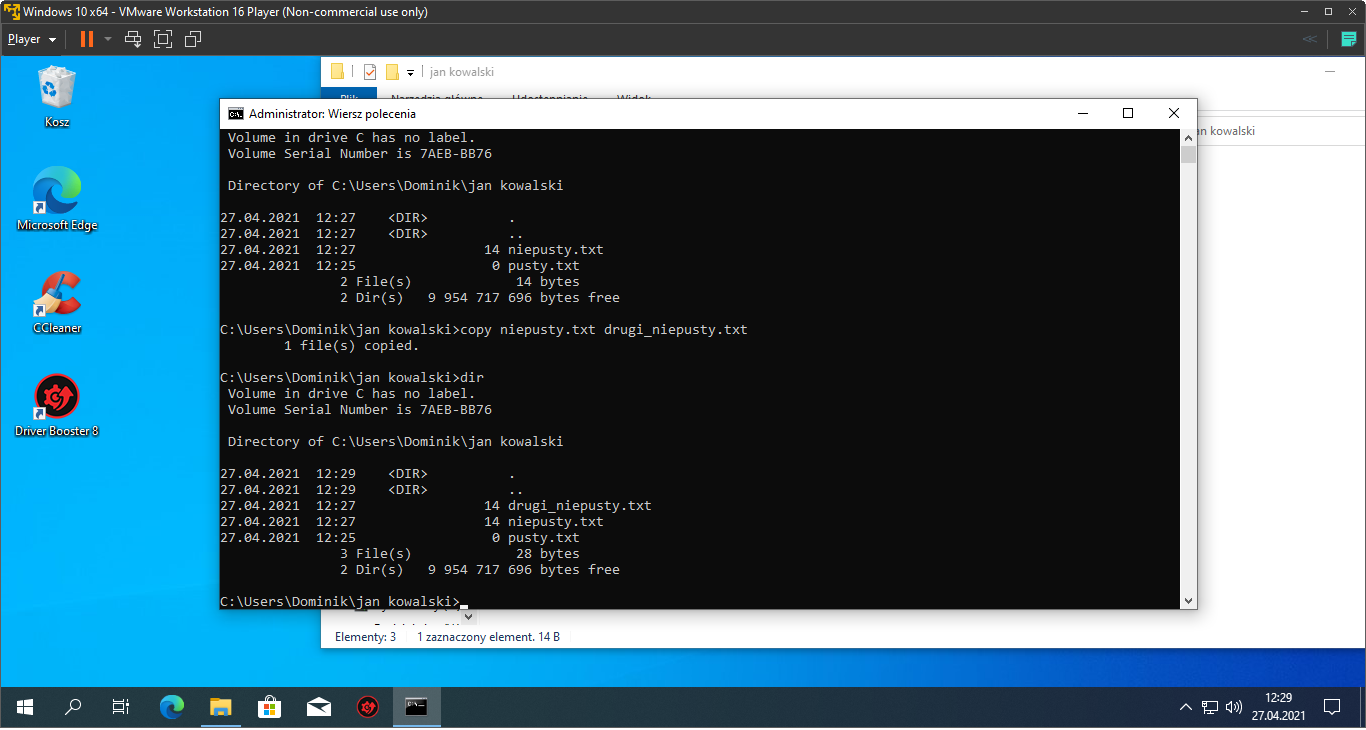 Windows 10 x64 - VMware Workstation 16 Player (Non-commercial use only)
Player
jan kowalski
Plik Narzędzia główne Udostępnianie Widok
jan kowalski
Kosz
Microsoft Edge
CCleaner
Driver Booster 8
Administrator: Wiersz polecenia
Volume in drive C has no label.
Volume Serial Number is 7AEB-BB76
Directory of C:\Users\Dominik\jan kowalski
27.04.2021  12:27    <DIR>          .
27.04.2021  12:27    <DIR>          ..
27.04.2021  12:27                14 niepusty.txt
27.04.2021  12:25                 0 pusty.txt
2 File(s)             14 bytes
2 Dir(s)   9 954 717 696 bytes free
C:\Users\Dominik\jan kowalski>copy niepusty.txt drugi_niepusty.txt
1 file(s) copied.
C:\Users\Dominik\jan kowalski>dir
Volume in drive C has no label.
Volume Serial Number is 7AEB-BB76
Directory of C:\Users\Dominik\jan kowalski
27.04.2021  12:29    <DIR>          .
27.04.2021  12:29    <DIR>          ..
27.04.2021  12:27                14 drugi_niepusty.txt
27.04.2021  12:27                14 niepusty.txt
27.04.2021  12:25                 0 pusty.txt
3 File(s)             28 bytes
2 Dir(s)   9 954 717 696 bytes free
C:\Users\Dominik\jan kowalski>
Elementy: 3 1 zaznaczony element. 14 B
12:29
27.04.2021